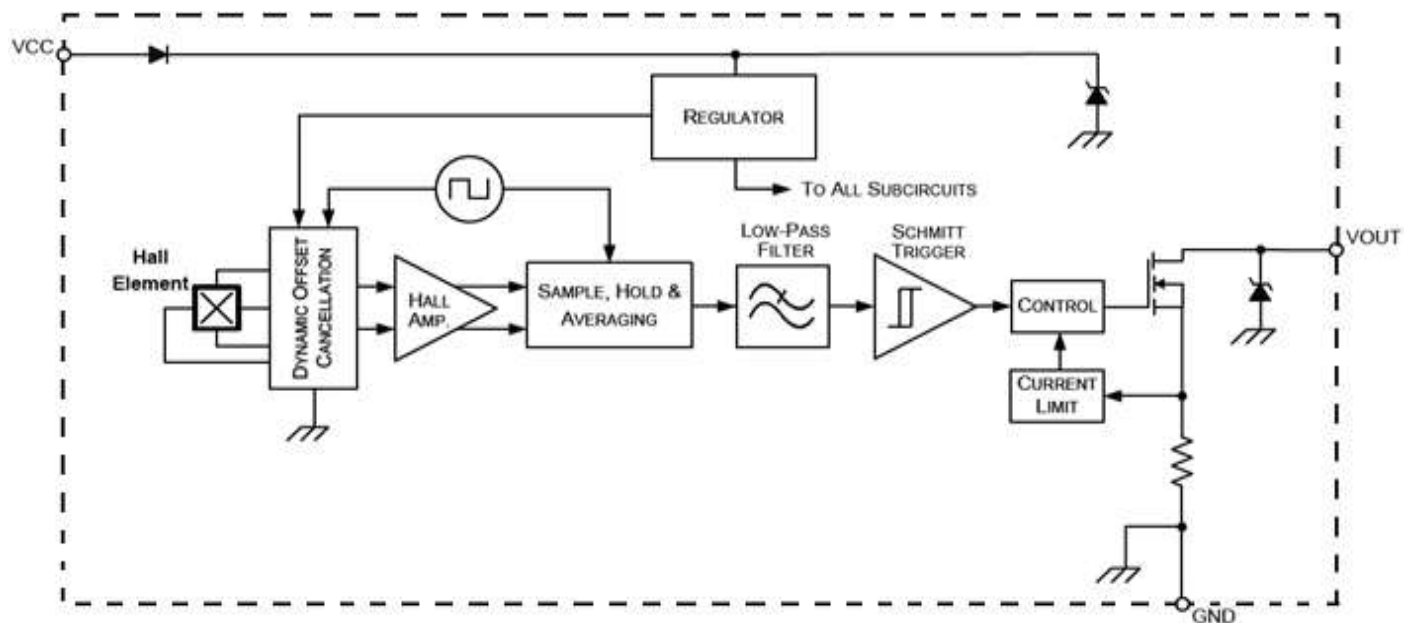 VCC
REGULATOR
TO ALL SUBCIRCUITS
Hall
Element
DYNAMIC OFFSET
CANCELLATION
HALL
AMP.
SAMPLE, HOLD &
AVERAGING
LOW-PASS
FILTER
SCHMITT
TRIGGER
CONTROL
CURRENT
LIMIT
VOUT
GND